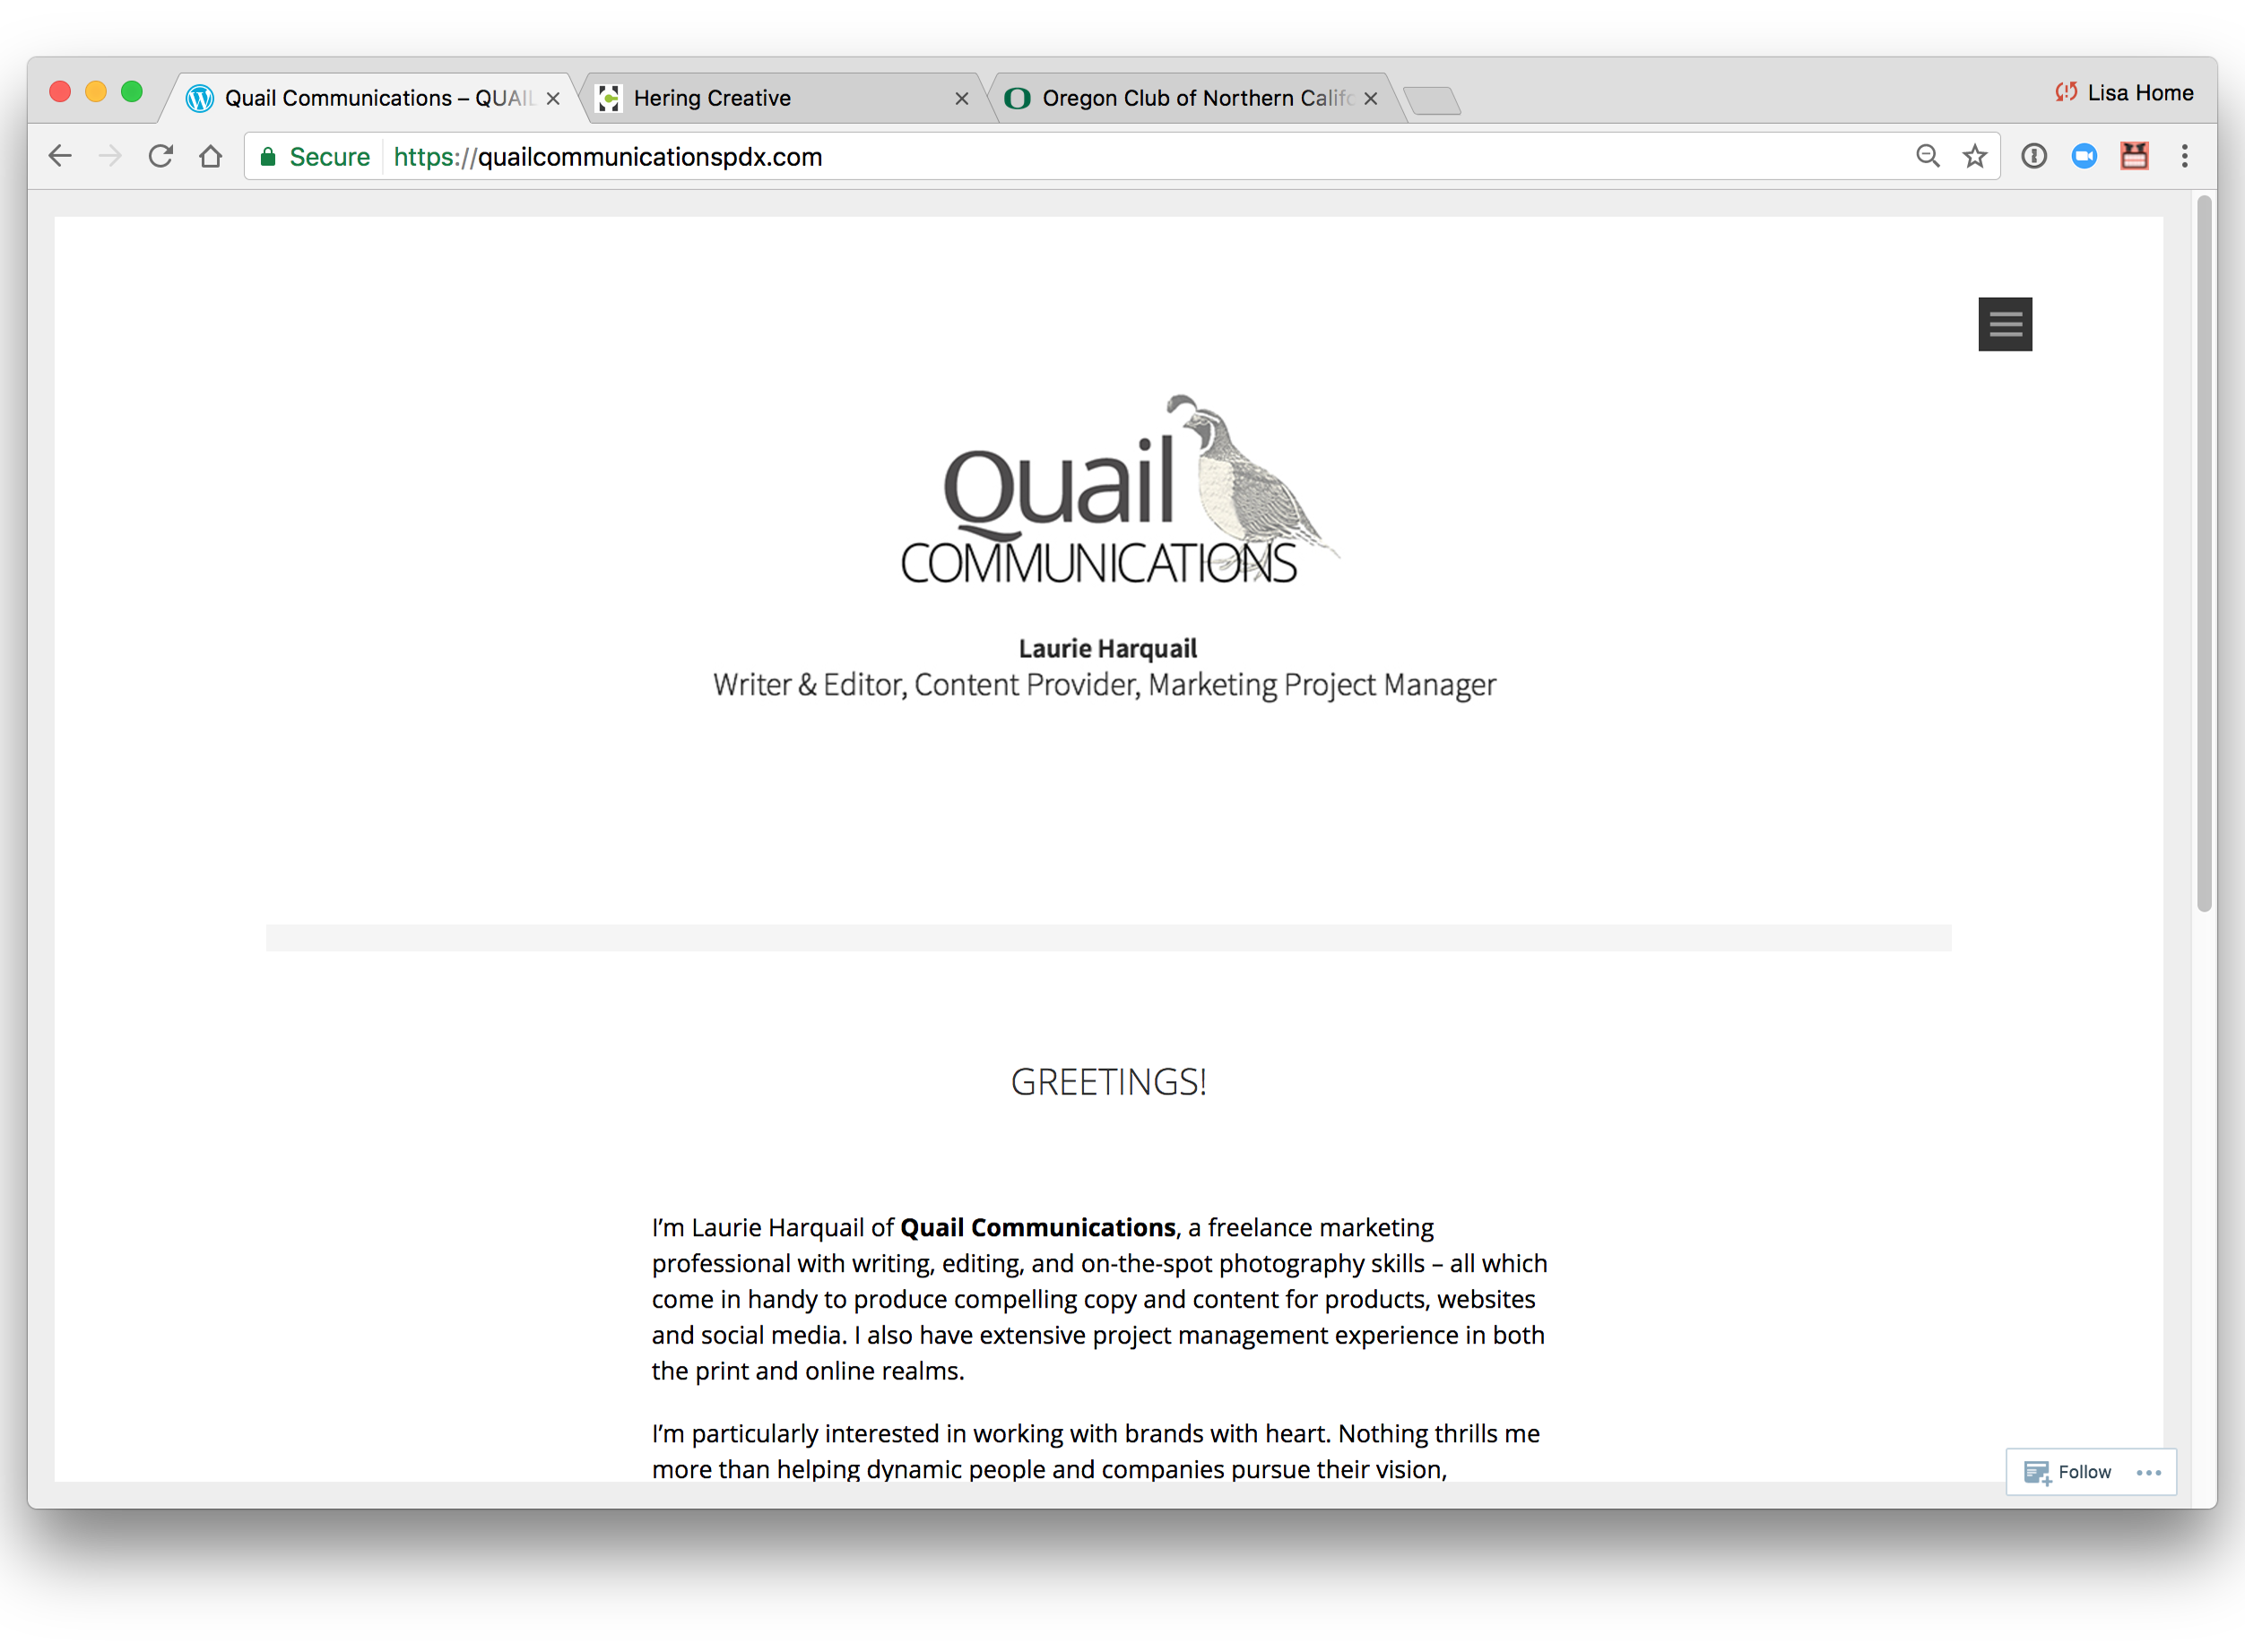 Quail Communications – QUAIL
Hering Creative
Oregon Club of Northern Califo
Lisa Home
Secure
https://quailcommunicationspdx.com
Quail
COMMUNICATIONS
Laurie Harquail
Writer & Editor, Content Provider, Marketing Project Manager
GREETINGS!
I’m Laurie Harquail of Quail Communications, a freelance marketing
professional with writing, editing, and on-the-spot photography skills – all which
come in handy to produce compelling copy and content for products, websites
and social media. I also have extensive project management experience in both
the print and online realms.
I’m particularly interested in working with brands with heart. Nothing thrills me
more than helping dynamic people and companies pursue their vision,
Follow